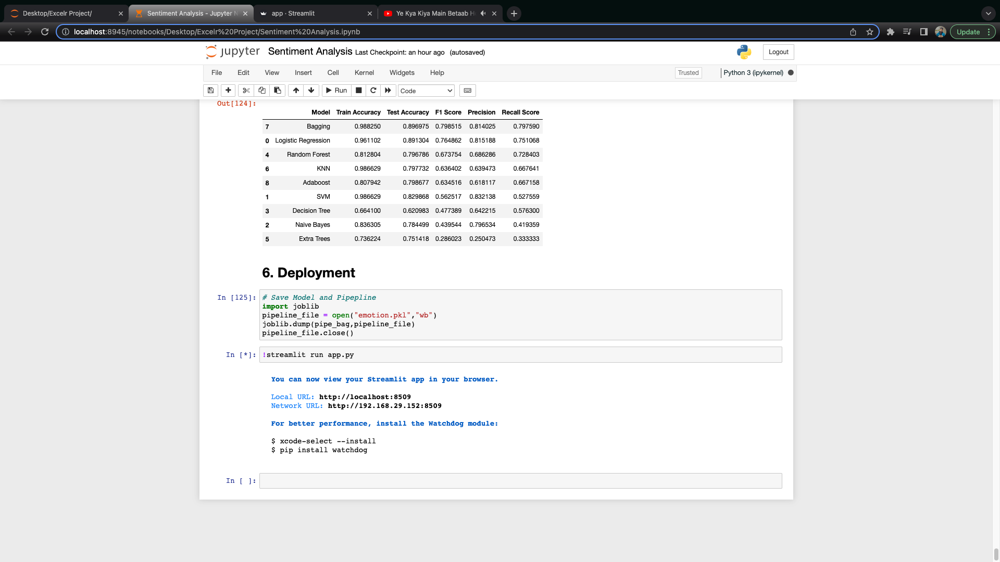 Desktop/Excelr Project/
Sentiment Analysis - Jupyter N
app · Streamlit
Ye Kya Kiya Main Betaab H
localhost:8945/notebooks/Desktop/Excelr%20Project/Sentiment%20Analysis.ipynb
Update
jupyter Sentiment Analysis Last Checkpoint: an hour ago (autosaved)
Logout
File Edit View Insert Cell Kernel Widgets Help
Trusted
Python 3 (ipykernel)
Run
Code
Out[124]:
Model Train Accuracy Test Accuracy F1 Score Precision Recall Score
7 Bagging 0.988250 0.896975 0.798515 0.814025 0.797590
0 Logistic Regression 0.961102 0.891304 0.764862 0.815188 0.751068
4 Random Forest 0.812804 0.796786 0.673754 0.686286 0.728403
6 KNN 0.986629 0.797732 0.636402 0.639473 0.667641
8 Adaboost 0.807942 0.798677 0.634516 0.618117 0.667158
1 SVM 0.986629 0.829868 0.562517 0.832138 0.527559
3 Decision Tree 0.664100 0.620983 0.477389 0.642215 0.576300
2 Naive Bayes 0.836305 0.784499 0.439544 0.796534 0.419359
5 Extra Trees 0.736224 0.751418 0.286023 0.250473 0.333333
6. Deployment
In [125]: # Save Model and Pipepline
import joblib
pipeline_file = open("emotion.pkl","wb")
joblib.dump(pipe_bag,pipeline_file)
pipeline_file.close()
In [*]: !streamlit run app.py
You can now view your Streamlit app in your browser.
Local URL: http://localhost:8509
Network URL: http://192.168.29.152:8509
For better performance, install the Watchdog module:
$ xcode-select --install
$ pip install watchdog
In [ ]: